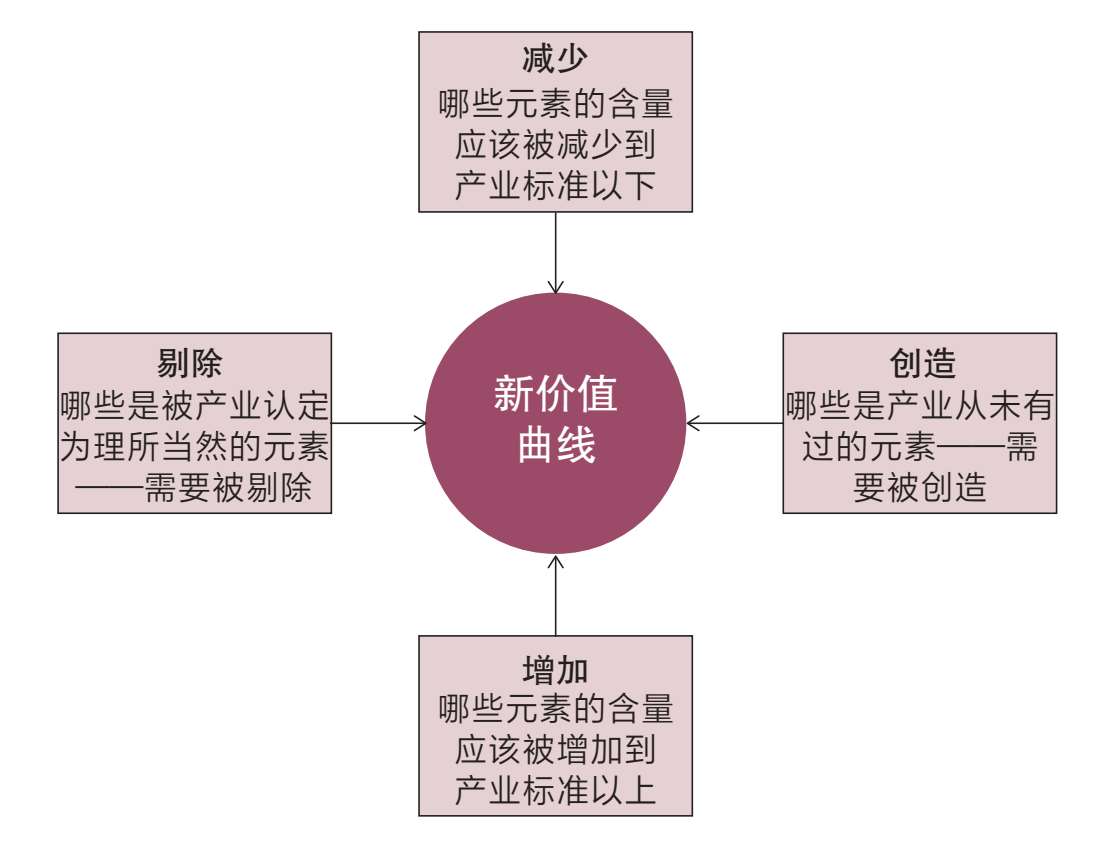 减少
哪些元素的含量
应该被减少到
产业标准以下
剔除
哪些是被产业认定
为理所当然的元素
——需要被剔除
新价值
曲线
创造
哪些是产业从未有
过的元素——需
要被创造
增加
哪些元素的含量
应该被增加到
产业标准以上